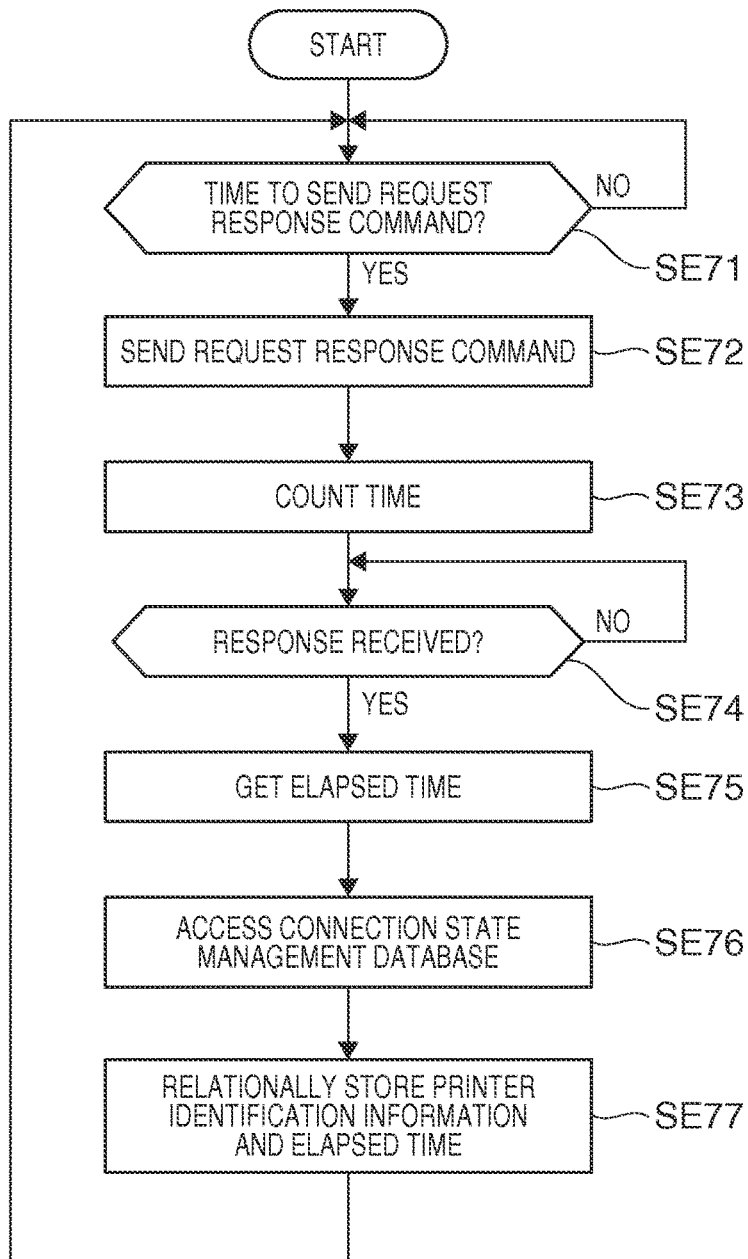 START
TIME TO SEND REQUEST
RESPONSE COMMAND?
NO
SE71
YES
SEND REQUEST RESPONSE COMMAND
SE72
COUNT TIME
SE73
RESPONSE RECEIVED?
NO
SE74
YES
GET ELAPSED TIME
SE75
ACCESS CONNECTION STATE
MANAGEMENT DATABASE
SE76
RELATIONALLY STORE PRINTER
IDENTIFICATION INFORMATION
AND ELAPSED TIME
SE77